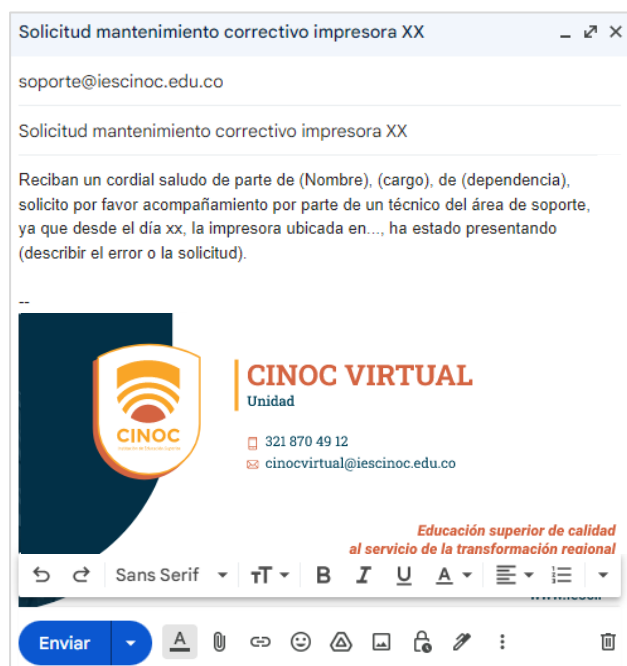 Solicitud mantenimiento correctivo impresora XX
soporte@iescinoc.edu.co
Solicitud mantenimiento correctivo impresora XX
Reciban un cordial saludo de parte de (Nombre), (cargo), de (dependencia),
solicito por favor acompañamiento por parte de un técnico del área de soporte,
ya que desde el día xx, la impresora ubicada en..., ha estado presentando
(describir el error o la solicitud).
--
CINOC
CINOC VIRTUAL
Unidad
321 870 49 12
cinocvirtual@iescinoc.edu.co
Educación superior de calidad
al servicio de la transformación regional
Sans Serif
Enviar